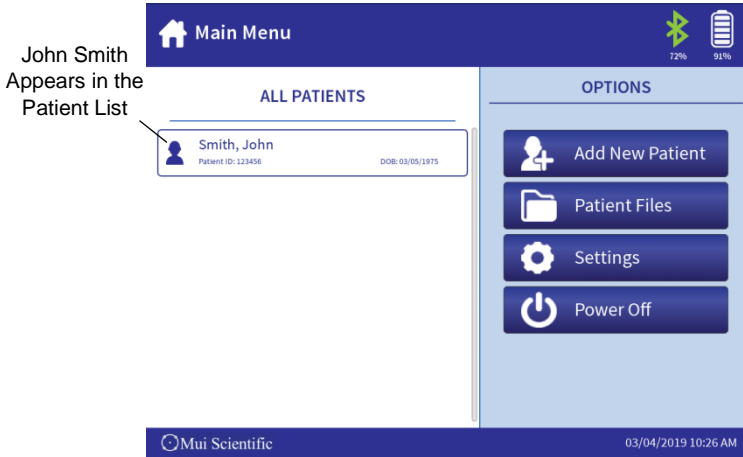 John Smith
Appears in the
Patient List
Main Menu
72%
91%
ALL PATIENTS
Smith, John
Patient ID: 123456
DOB: 03/05/1975
OPTIONS
Add New Patient
Patient Files
Settings
Power Off
Mui Scientific
03/04/2019 10:26 AM